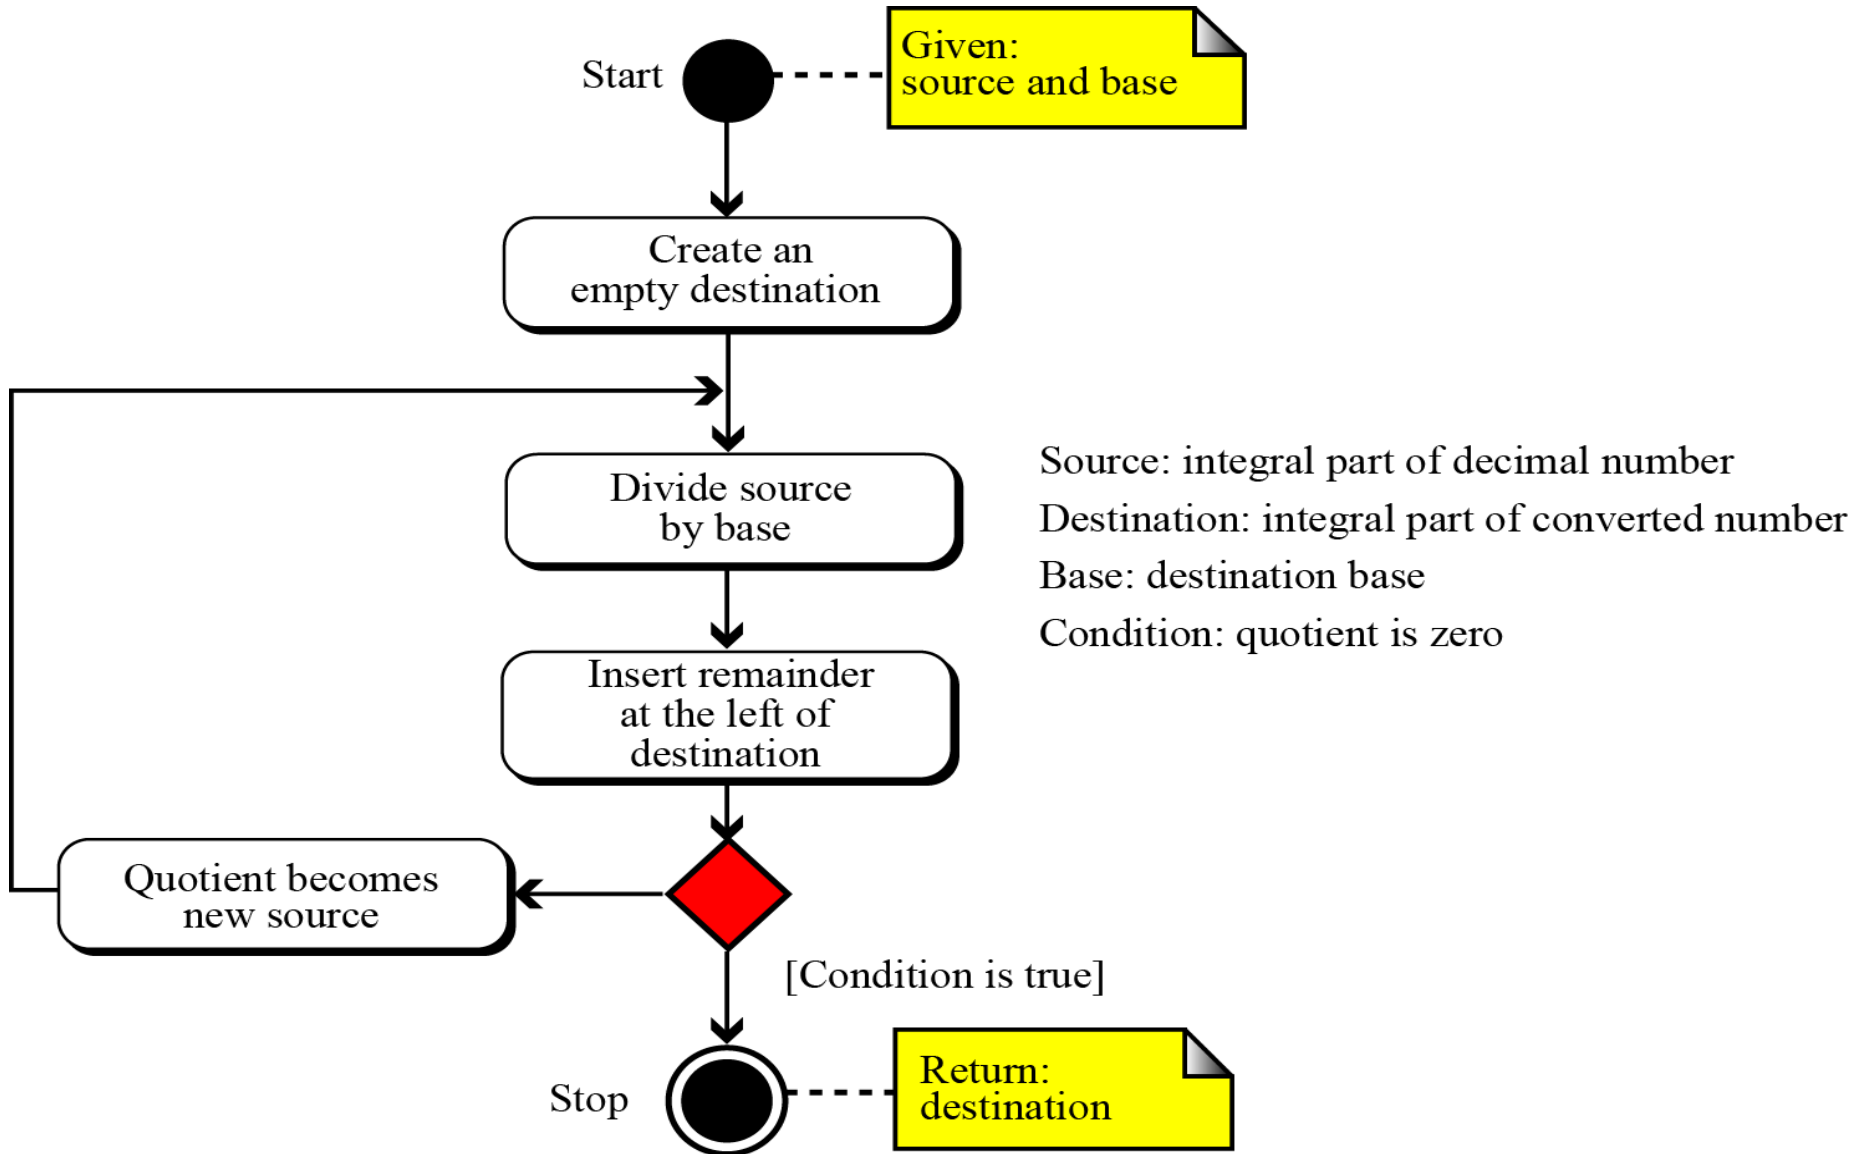 Start
Given:
source and base
Create an
empty destination
Divide source
by base
Source: integral part of decimal number
Destination: integral part of converted number
Base: destination base
Condition: quotient is zero
Insert remainder
at the left of
destination
Quotient becomes
new source
[Condition is true]
Stop
Return:
destination